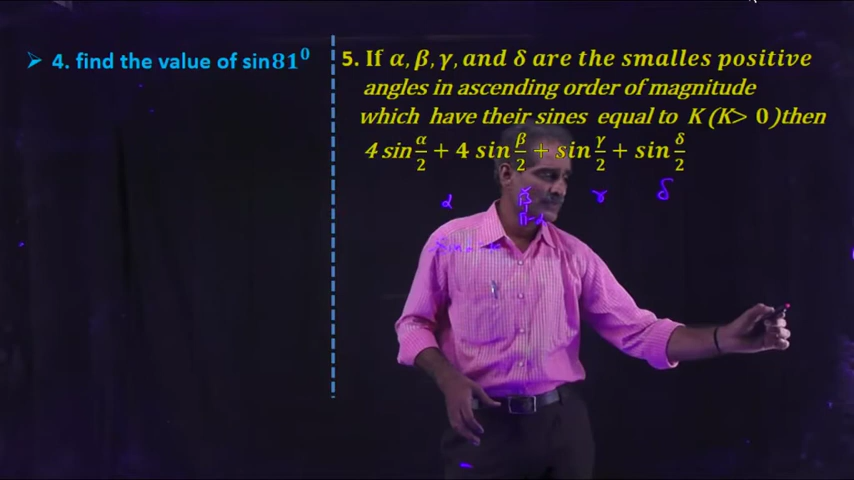 ➢ 4. find the value of sin81⁰
5. If α, β, γ, and δ are the smalles positive
angles in ascending order of magnitude
which have their sines equal to K (K> 0) then
4 sin α/2 + 4 sin β/2 + sin γ/2 + sin δ/2
α β γ δ
π-α